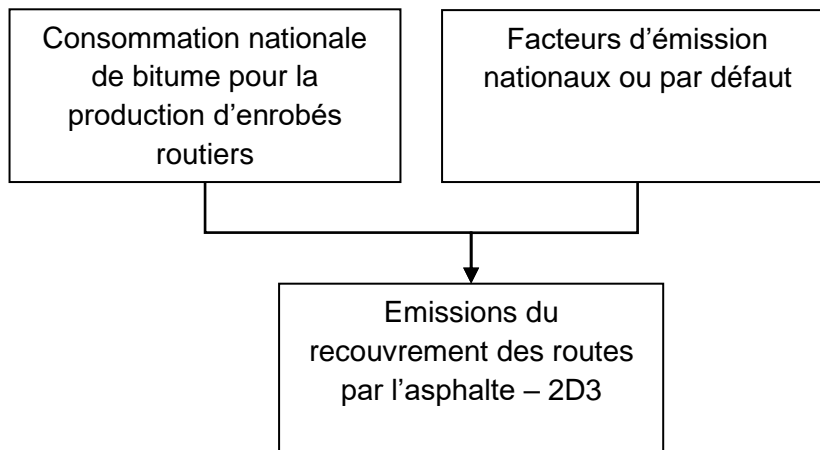 Consommation nationale
de bitume pour la
production d’enrobés
routiers
Facteurs d’émission
nationaux ou par défaut
Emissions du
recouvrement des routes
par l’asphalte – 2D3